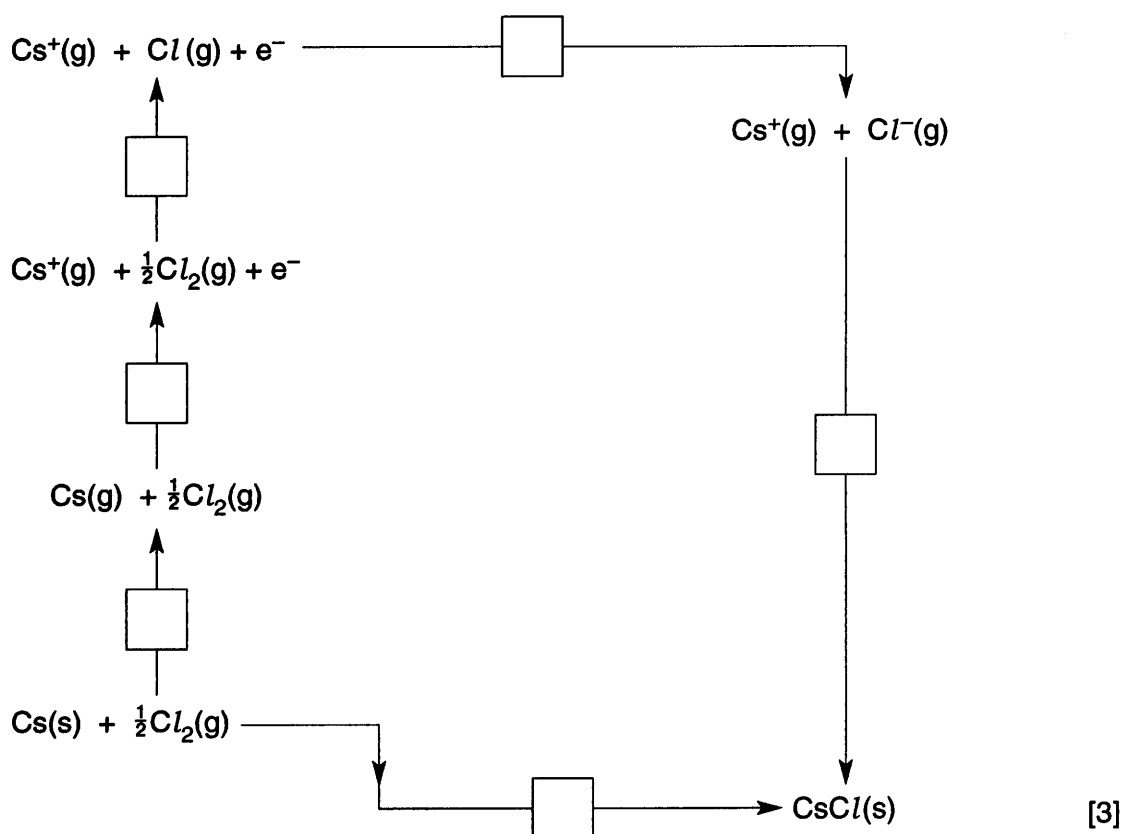 Cs⁺(g) + Cl(g) + e⁻
Cs⁺(g) + Cl⁻(g)
Cs⁺(g) + ½Cl₂(g) + e⁻
Cs(g) + ½Cl₂(g)
Cs(s) + ½Cl₂(g)
CsCl(s)
[3]